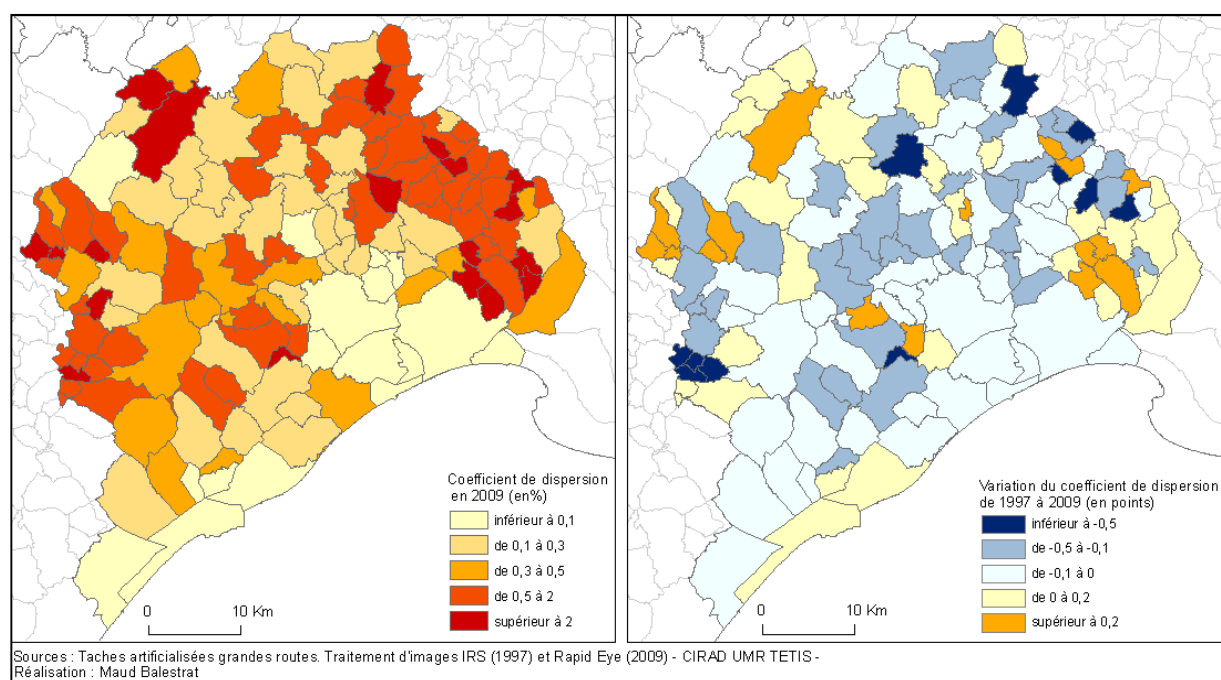 Coefficient de dispersion
en 2009 (en%)
inférieur à 0,1
de 0,1 à 0,3
de 0,3 à 0,5
de 0,5 à 2
supérieur à 2
0 10 Km
Variation du coefficient de dispersion
de 1997 à 2009 (en points)
inférieur à -0,5
de -0,5 à -0,1
de -0,1 à 0
de 0 à 0,2
supérieur à 0,2
0 10 Km
Sources : Taches artificialisées grandes routes. Traitement d'images IRS (1997) et Rapid Eye (2009) - CIRAD UMR TETIS -
Réalisation : Maud Balestrat